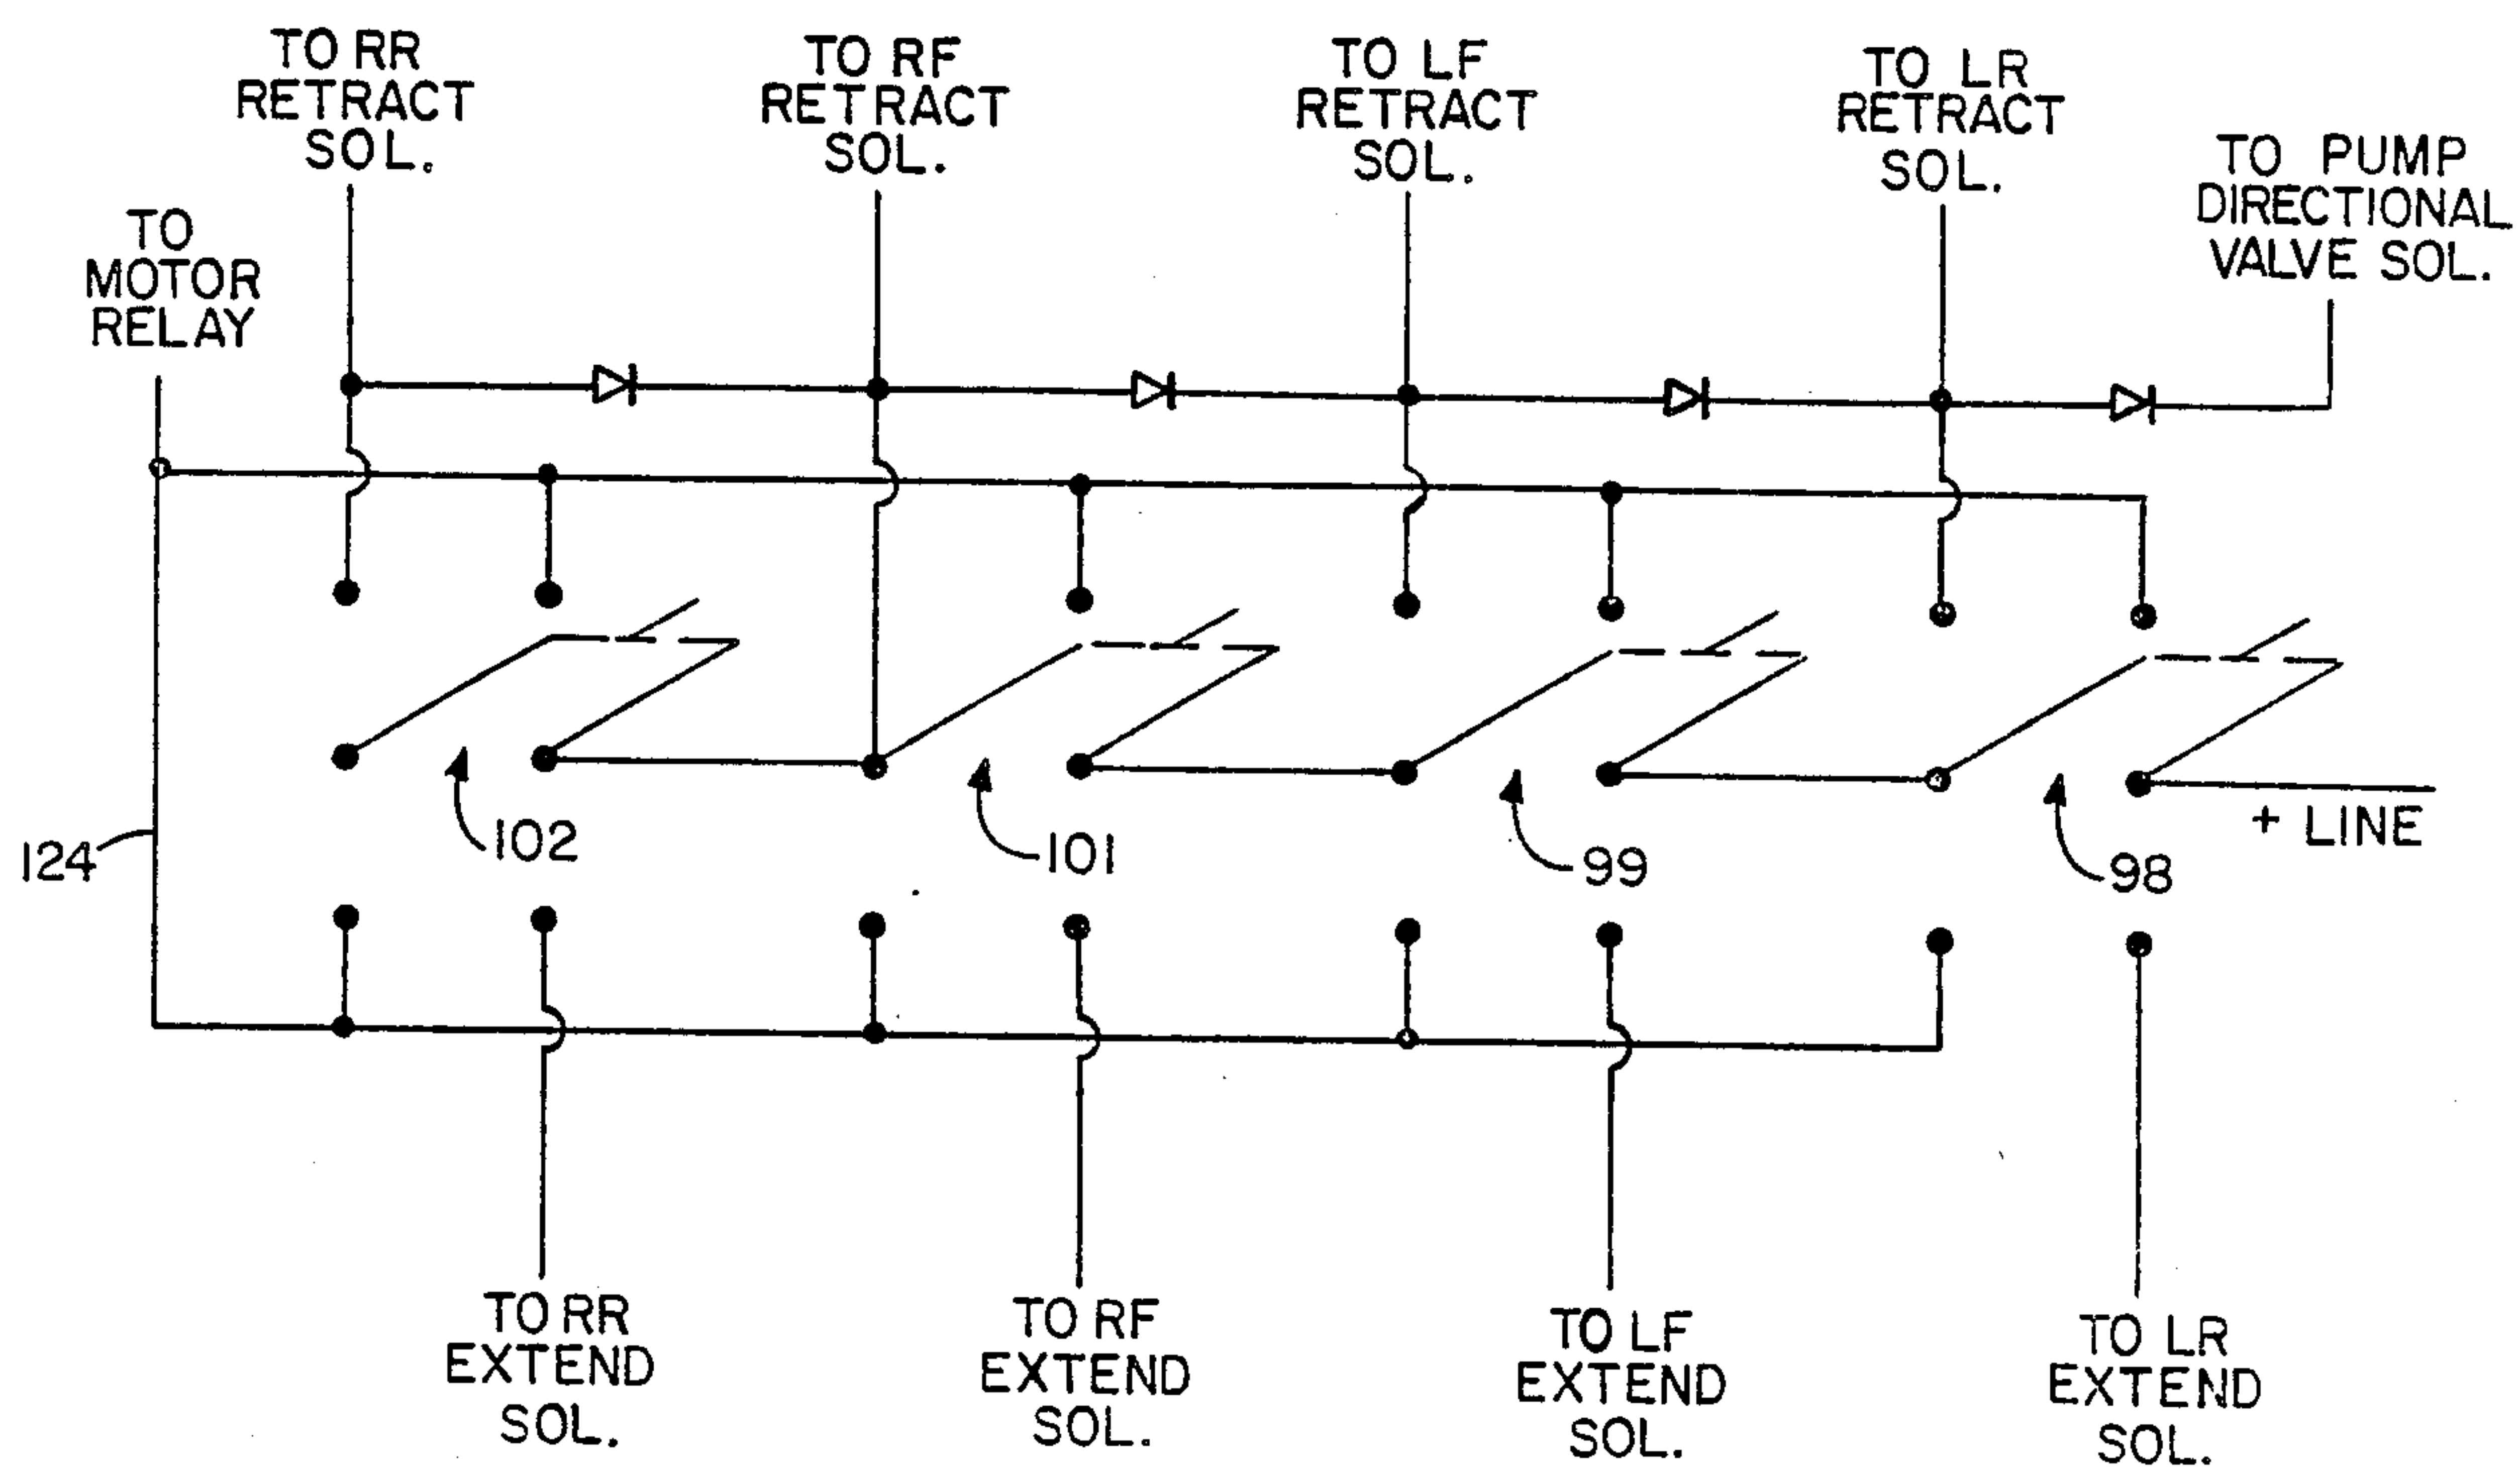 TO RR
RETRACT
SOL.
TO RF
RETRACT
SOL.
TO LF
RETRACT
SOL.
TO LR
RETRACT
SOL.
TO PUMP
DIRECTIONAL
VALVE SOL.
TO
MOTOR
RELAY
124
102
101
99
98
+ LINE
TO RR
EXTEND
SOL.
TO RF
EXTEND
SOL.
TO LF
EXTEND
SOL.
TO LR
EXTEND
SOL.